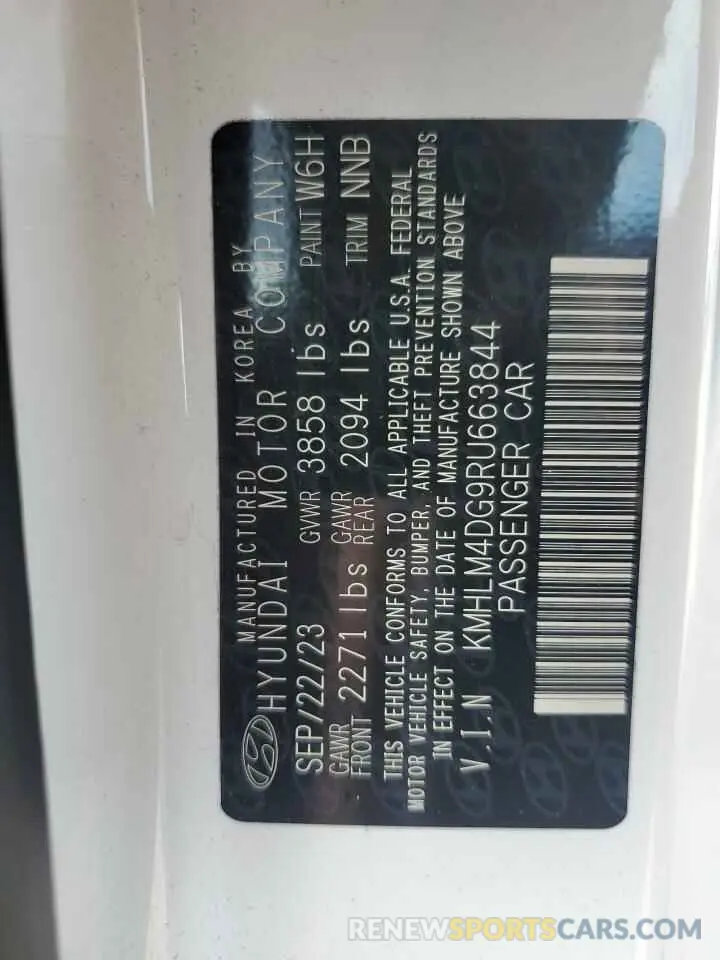 MANUFACTURED IN KOREA BY
HYUNDAI MOTOR COMPANY
SEP/22/23 GVWR 3858 lbs PAINT W6H
GAWR FRONT 2271 lbs GAWR REAR 2094 lbs TRIM NNB
THIS VEHICLE CONFORMS TO ALL APPLICABLE U.S.A. FEDERAL
MOTOR VEHICLE SAFETY, BUMPER, AND THEFT PREVENTION STANDARDS
IN EFFECT ON THE DATE OF MANUFACTURE SHOWN ABOVE
V.I.N KMHLM4DG9RU663844
PASSENGER CAR
RENEWSPORTSCARS.COM